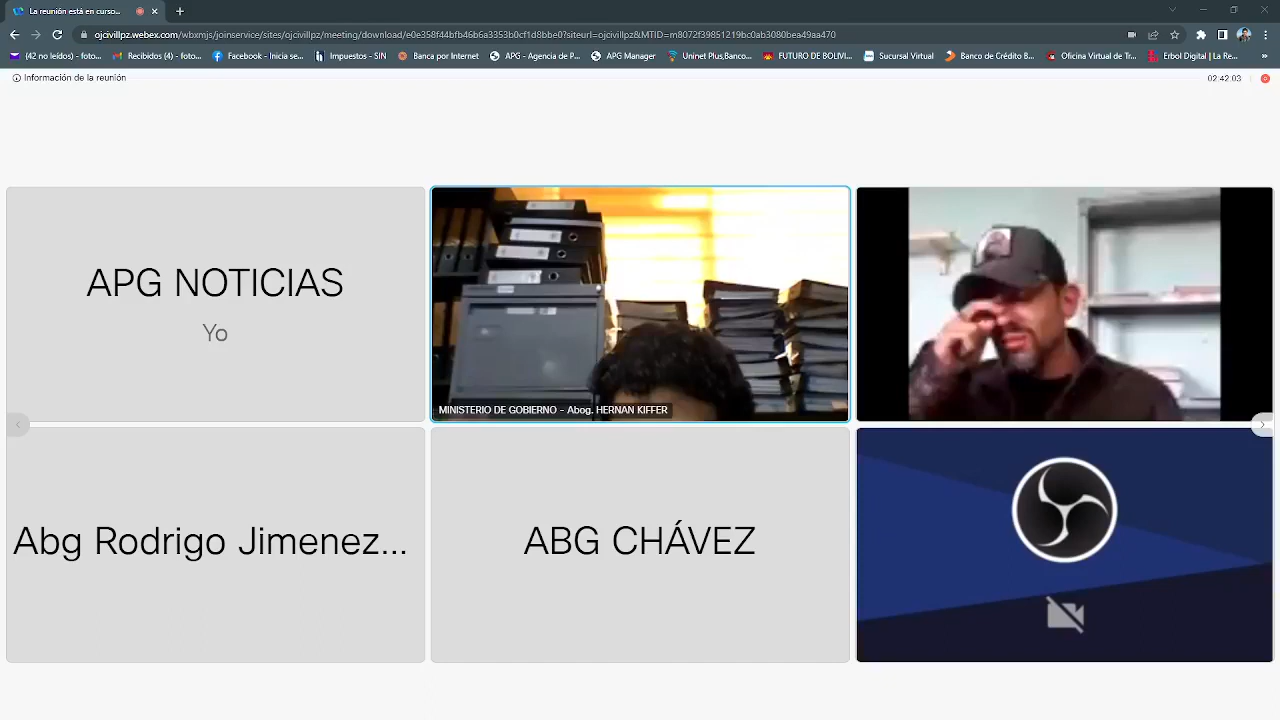 La reunión está en curso...
ojcivillpz.webex.com/wbxmjs/joinservice/sites/ojcivillpz/meeting/download/e0e358f441b46b6a3353c0cf1d6bbe0?siteurl=ojcivillpz&MTID=m8072f39851219bc0ab3080bea49aa470
(42 no leídos) - foto...
Recibidos (4) - foto...
Facebook - Inicia se...
Impuestos - SIN
Banca por Internet
APG - Agencia de P...
APG Manager
Uninet Plus,Banco...
FUTURO DE BOLIVI...
Sucursal Virtual
Banco de Crédito B...
Oficina Virtual de Tr...
Erbol Digital | La Re...
»
Información de la reunión
02:42:03
APG NOTICIAS
Yo
MINISTERIO DE GOBIERNO - Abog. HERNAN KIFFER
Abg Rodrigo Jimenez...
ABG CHÁVEZ